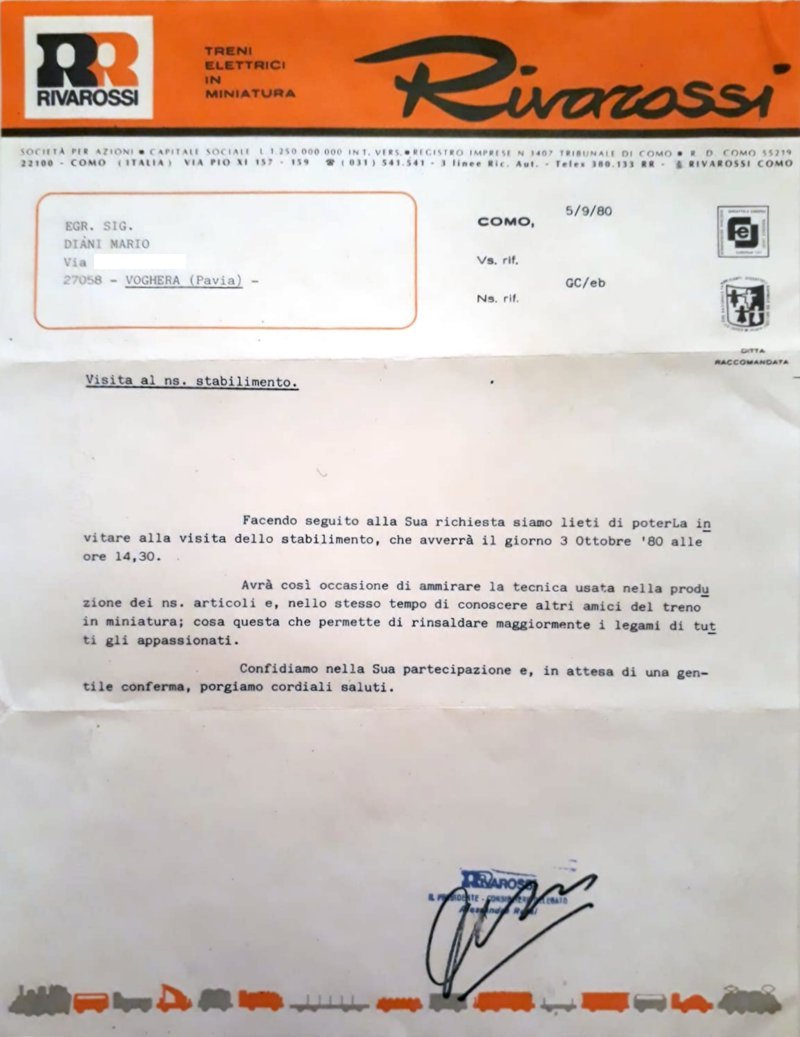 RR
RIVAROSSI
TRENI
ELETTRICI
IN
MINIATURA
Rivarossi
SOCIETÀ PER AZIONI ■ CAPITALE SOCIALE L 1.250.000.000 INT. VERS. ■ REGISTRO IMPRESE N 3407 TRIBUNALE DI COMO ■ R. D. COMO 55219
22100 - COMO (ITALIA) VIA PIO XI 157 - 159 ☎ (031) 541.541 - 3 linee Ric. Aut. - Telex 380.133 RR - RIVAROSSI COMO
EGR. SIG.
DIANI MARIO
Via
27058 - VOGHERA (Pavia) -
COMO, 5/9/80
Vs. rif.
Ns. rif. GC/eb
DITTA
RACCOMANDATA
Visita al ns. stabilimento.
Facendo seguito alla Sua richiesta siamo lieti di poterLa in
vitare alla visita dello stabilimento, che avverrà il giorno 3 Ottobre '80 alle
ore 14,30.
Avrà così occasione di ammirare la tecnica usata nella produ
zione dei ns. articoli e, nello stesso tempo di conoscere altri amici del treno
in miniatura; cosa questa che permette di rinsaldare maggiormente i legami di tut
ti gli appassionati.
Confidiamo nella Sua partecipazione e, in attesa di una gen-
tile conferma, porgiamo cordiali saluti.
RIVAROSSI
IL PRESIDENTE - CONSIGLIERE DELEGATO
Alessandro Rossi